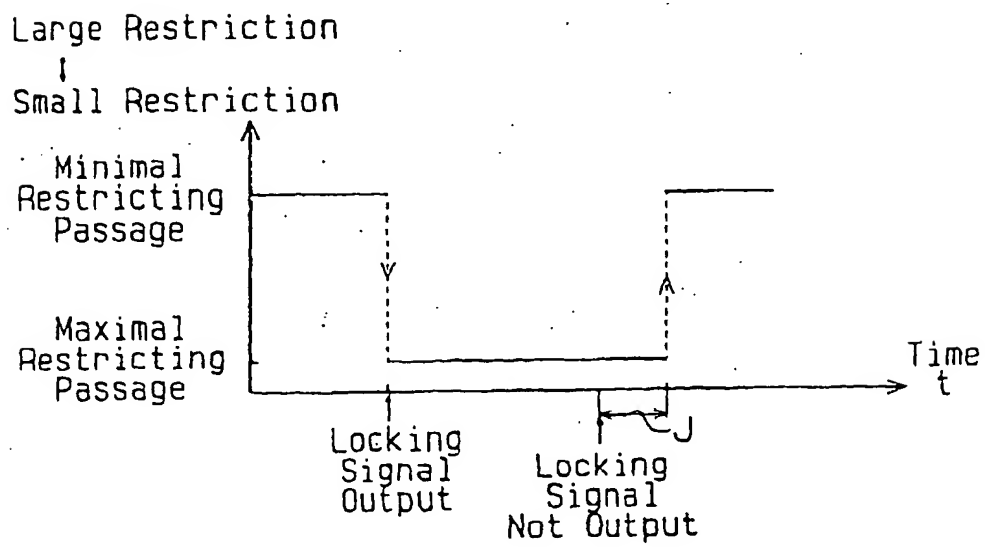 Large Restriction
Small Restriction
Minimal
Restricting
Passage
Maximal
Restricting
Passage
Time
t
J
Locking
Signal
Output
Locking
Signal
Not Output